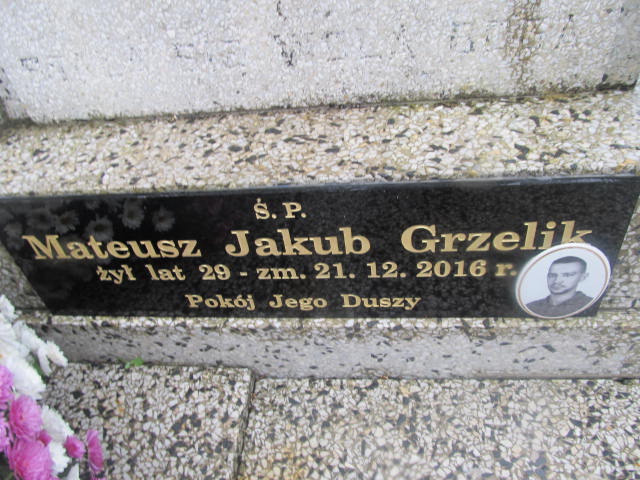 Ś. P.
Mateusz Jakub Grzelik
żył lat 29 - zm. 21. 12. 2016 r.
Pokój Jego Duszy